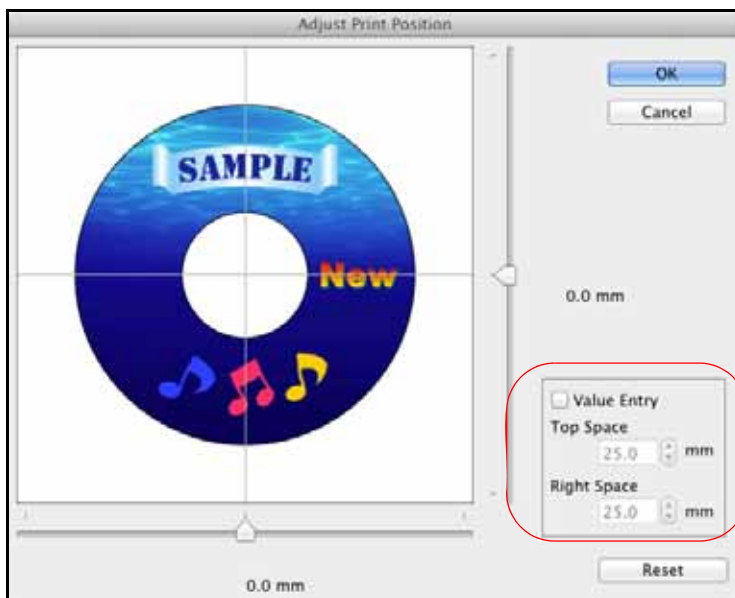 Adjust Print Position
OK
Cancel
SAMPLE
New
0.0 mm
Value Entry
Top Space
25.0 mm
Right Space
25.0 mm
Reset
0.0 mm